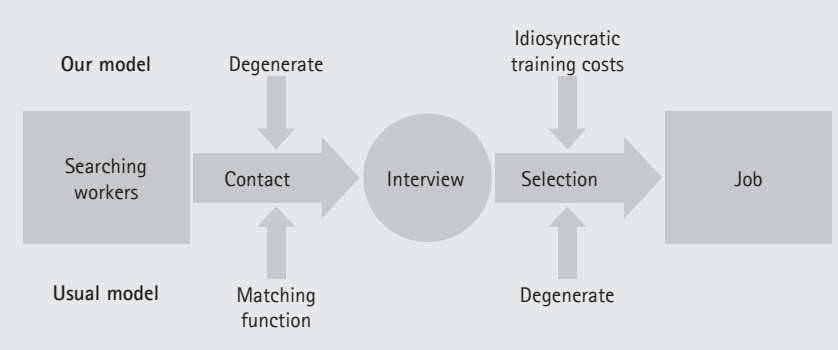 Idiosyncratic
training costs
Our model
Degenerate
Searching
workers
Contact
Interview
Selection
Job
Usual model
Matching
function
Degenerate